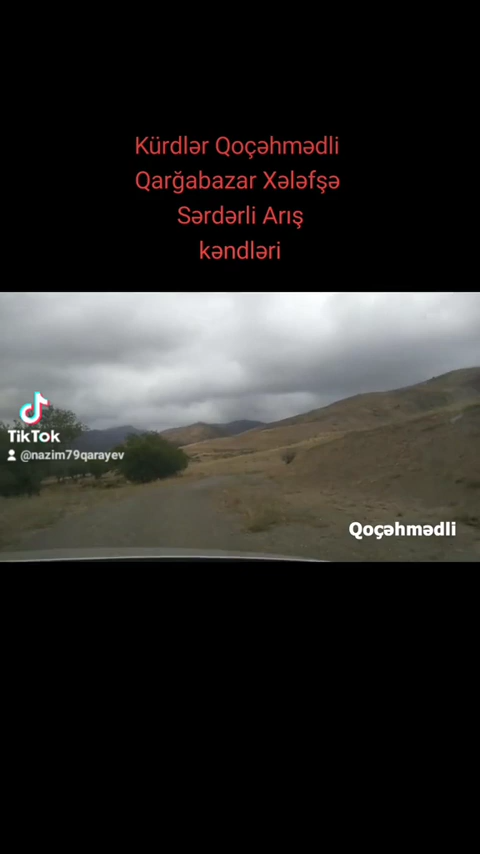 Kürdlər Qoçəhmədli
Qarğabazar Xələfşə
Sərdərli Arış
kəndləri
TikTok
@nazim79qarayev
Qoçəhmədli